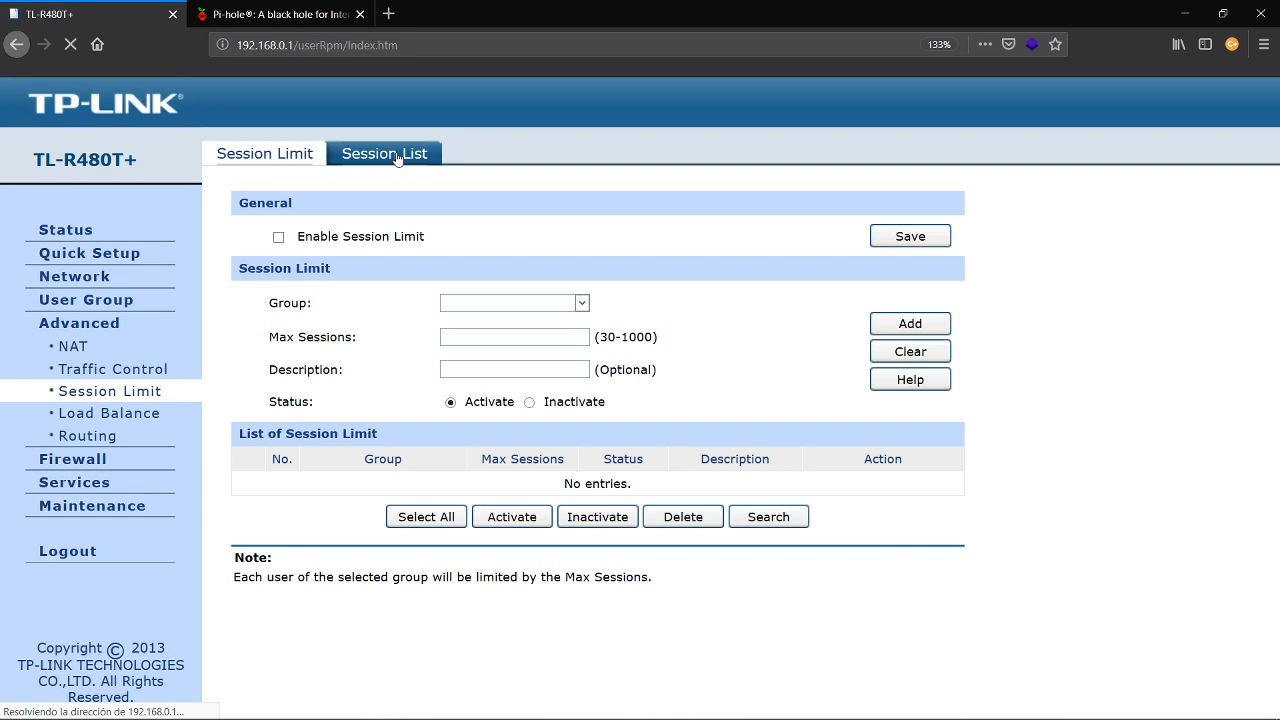 TL-R480T+
Pi-hole®: A black hole for Inte
192.168.0.1/userRpm/Index.htm
133%
TP-LINK®
TL-R480T+
Session Limit
Session List
Status
Quick Setup
Network
User Group
Advanced
• NAT
• Traffic Control
• Session Limit
• Load Balance
• Routing
Firewall
Services
Maintenance
Logout
Copyright © 2013
TP-LINK TECHNOLOGIES
CO.,LTD. All Rights
Reserved.
General
Enable Session Limit
Save
Session Limit
Group:
Max Sessions: (30-1000)
Description: (Optional)
Status: Activate Inactivate
Add
Clear
Help
List of Session Limit
No. Group Max Sessions Status Description Action
No entries.
Select All Activate Inactivate Delete Search
Note:
Each user of the selected group will be limited by the Max Sessions.
Resolviendo la dirección de 192.168.0.1...